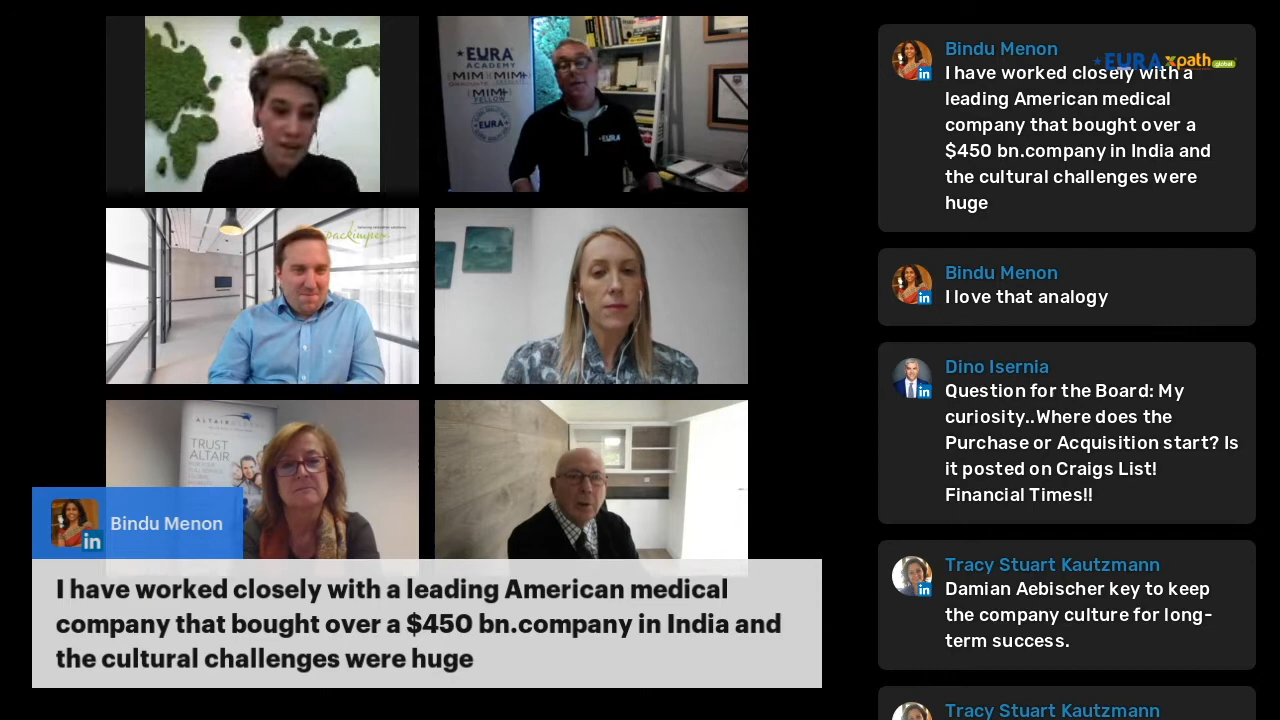 EURA
ACADEMY
MIM MIM+
MIM+
FELLOW
EURA
EURA
packimpex
ALTAIR
TRUST
ALTAIR
Bindu Menon
I have worked closely with a leading American medical
company that bought over a $450 bn.company in India and
the cultural challenges were huge
EURA xpath global
Bindu Menon
I have worked closely with a
leading American medical
company that bought over a
$450 bn.company in India and
the cultural challenges were
huge
Bindu Menon
I love that analogy
Dino Isernia
Question for the Board: My
curiosity..Where does the
Purchase or Acquisition start? Is
it posted on Craigs List!
Financial Times!!
Tracy Stuart Kautzmann
Damian Aebischer key to keep
the company culture for long-
term success.
Tracy Stuart Kautzmann